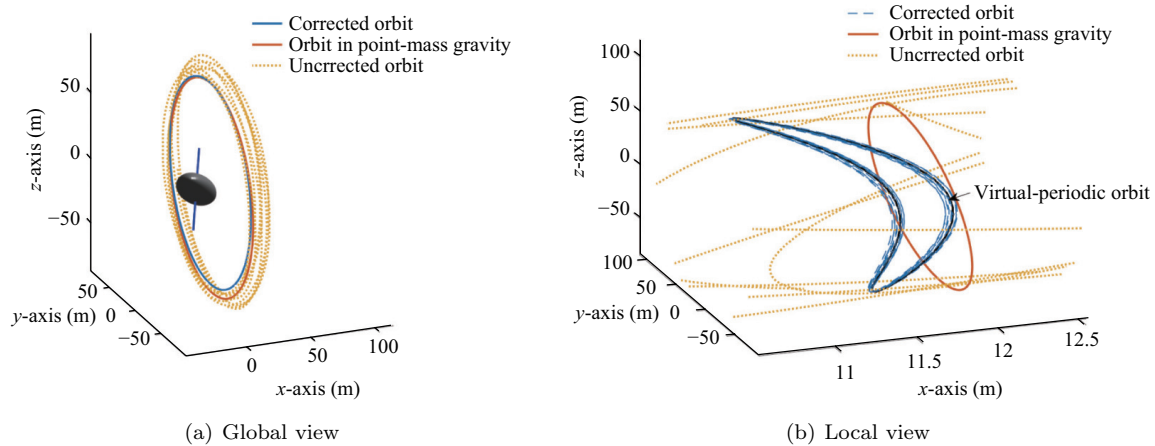 Corrected orbit
Orbit in point-mass gravity
Uncrrected orbit
50
0
−50
z-axis (m)
50
0
−50
y-axis (m)
0
50
100
x-axis (m)
(a) Global view
Corrected orbit
Orbit in point-mass gravity
Uncrrected orbit
100
50
0
−50
z-axis (m)
Virtual-periodic orbit
100
50
0
−50
y-axis (m)
11
11.5
12
12.5
x-axis (m)
(b) Local view